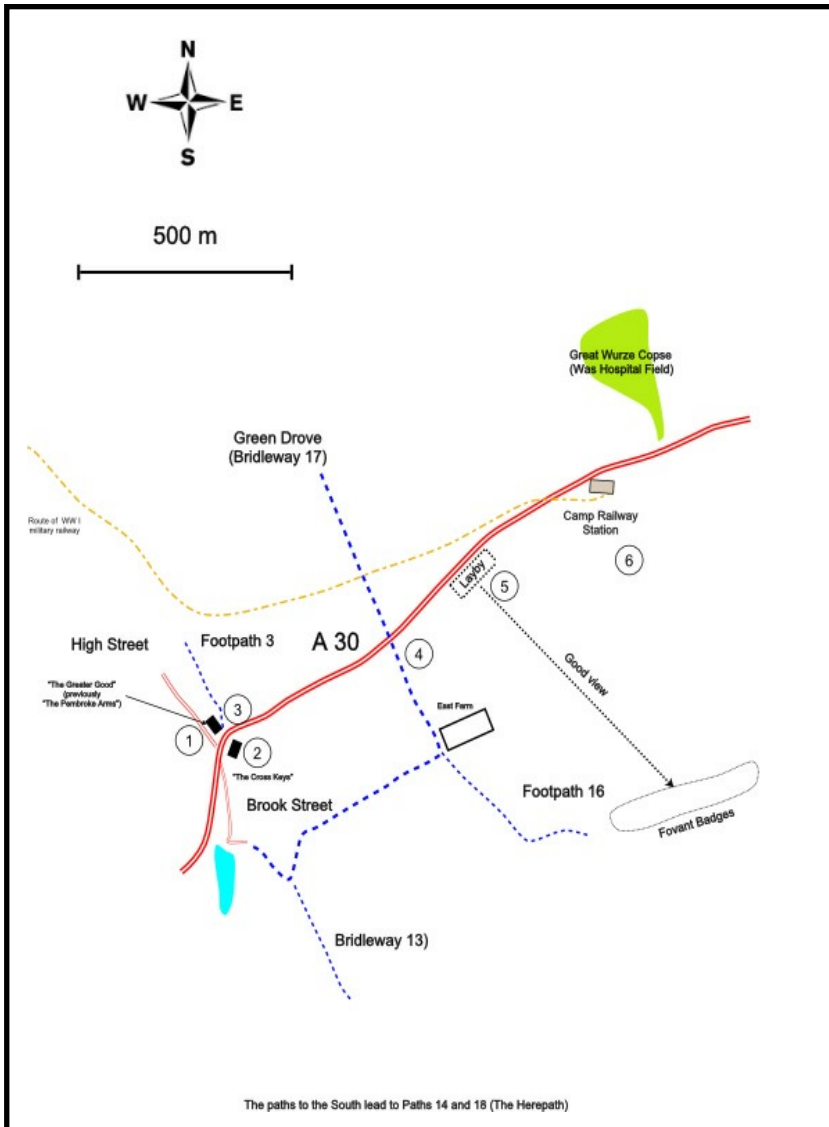 N
W E
S
500 m
Great Wurze Copse
(Was Hospital Field)
Green Drove
(Bridleway 17)
Route of WW I
military railway
Camp Railway
Station
6
Layby
5
High Street
Footpath 3
A 30
4
Good view
"The Greater Good"
(previously
"The Pembroke Arms")
3
1
2
East Farm
"The Cross Keys"
Brook Street
Footpath 16
Fovant Badges
Bridleway 13)
The paths to the South lead to Paths 14 and 18 (The Herepath)